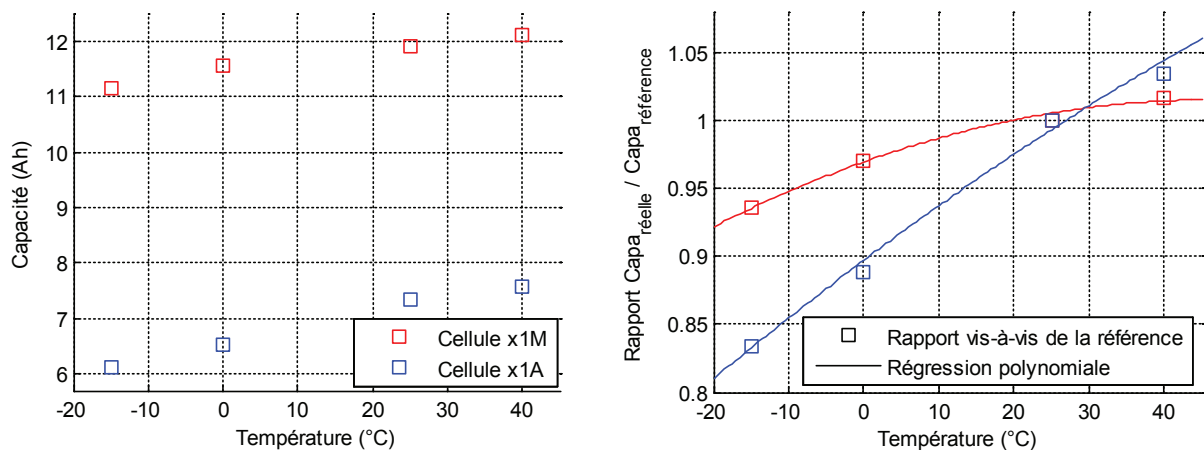 Capacité (Ah)
12
11
10
9
8
7
6
-20 -10 0 10 20 30 40
Température (°C)
Cellule x1M
Cellule x1A
Rapport Capa réelle / Capa référence
1.05
1
0.95
0.9
0.85
0.8
-20 -10 0 10 20 30 40
Température (°C)
Rapport vis-à-vis de la référence
Régression polynomiale